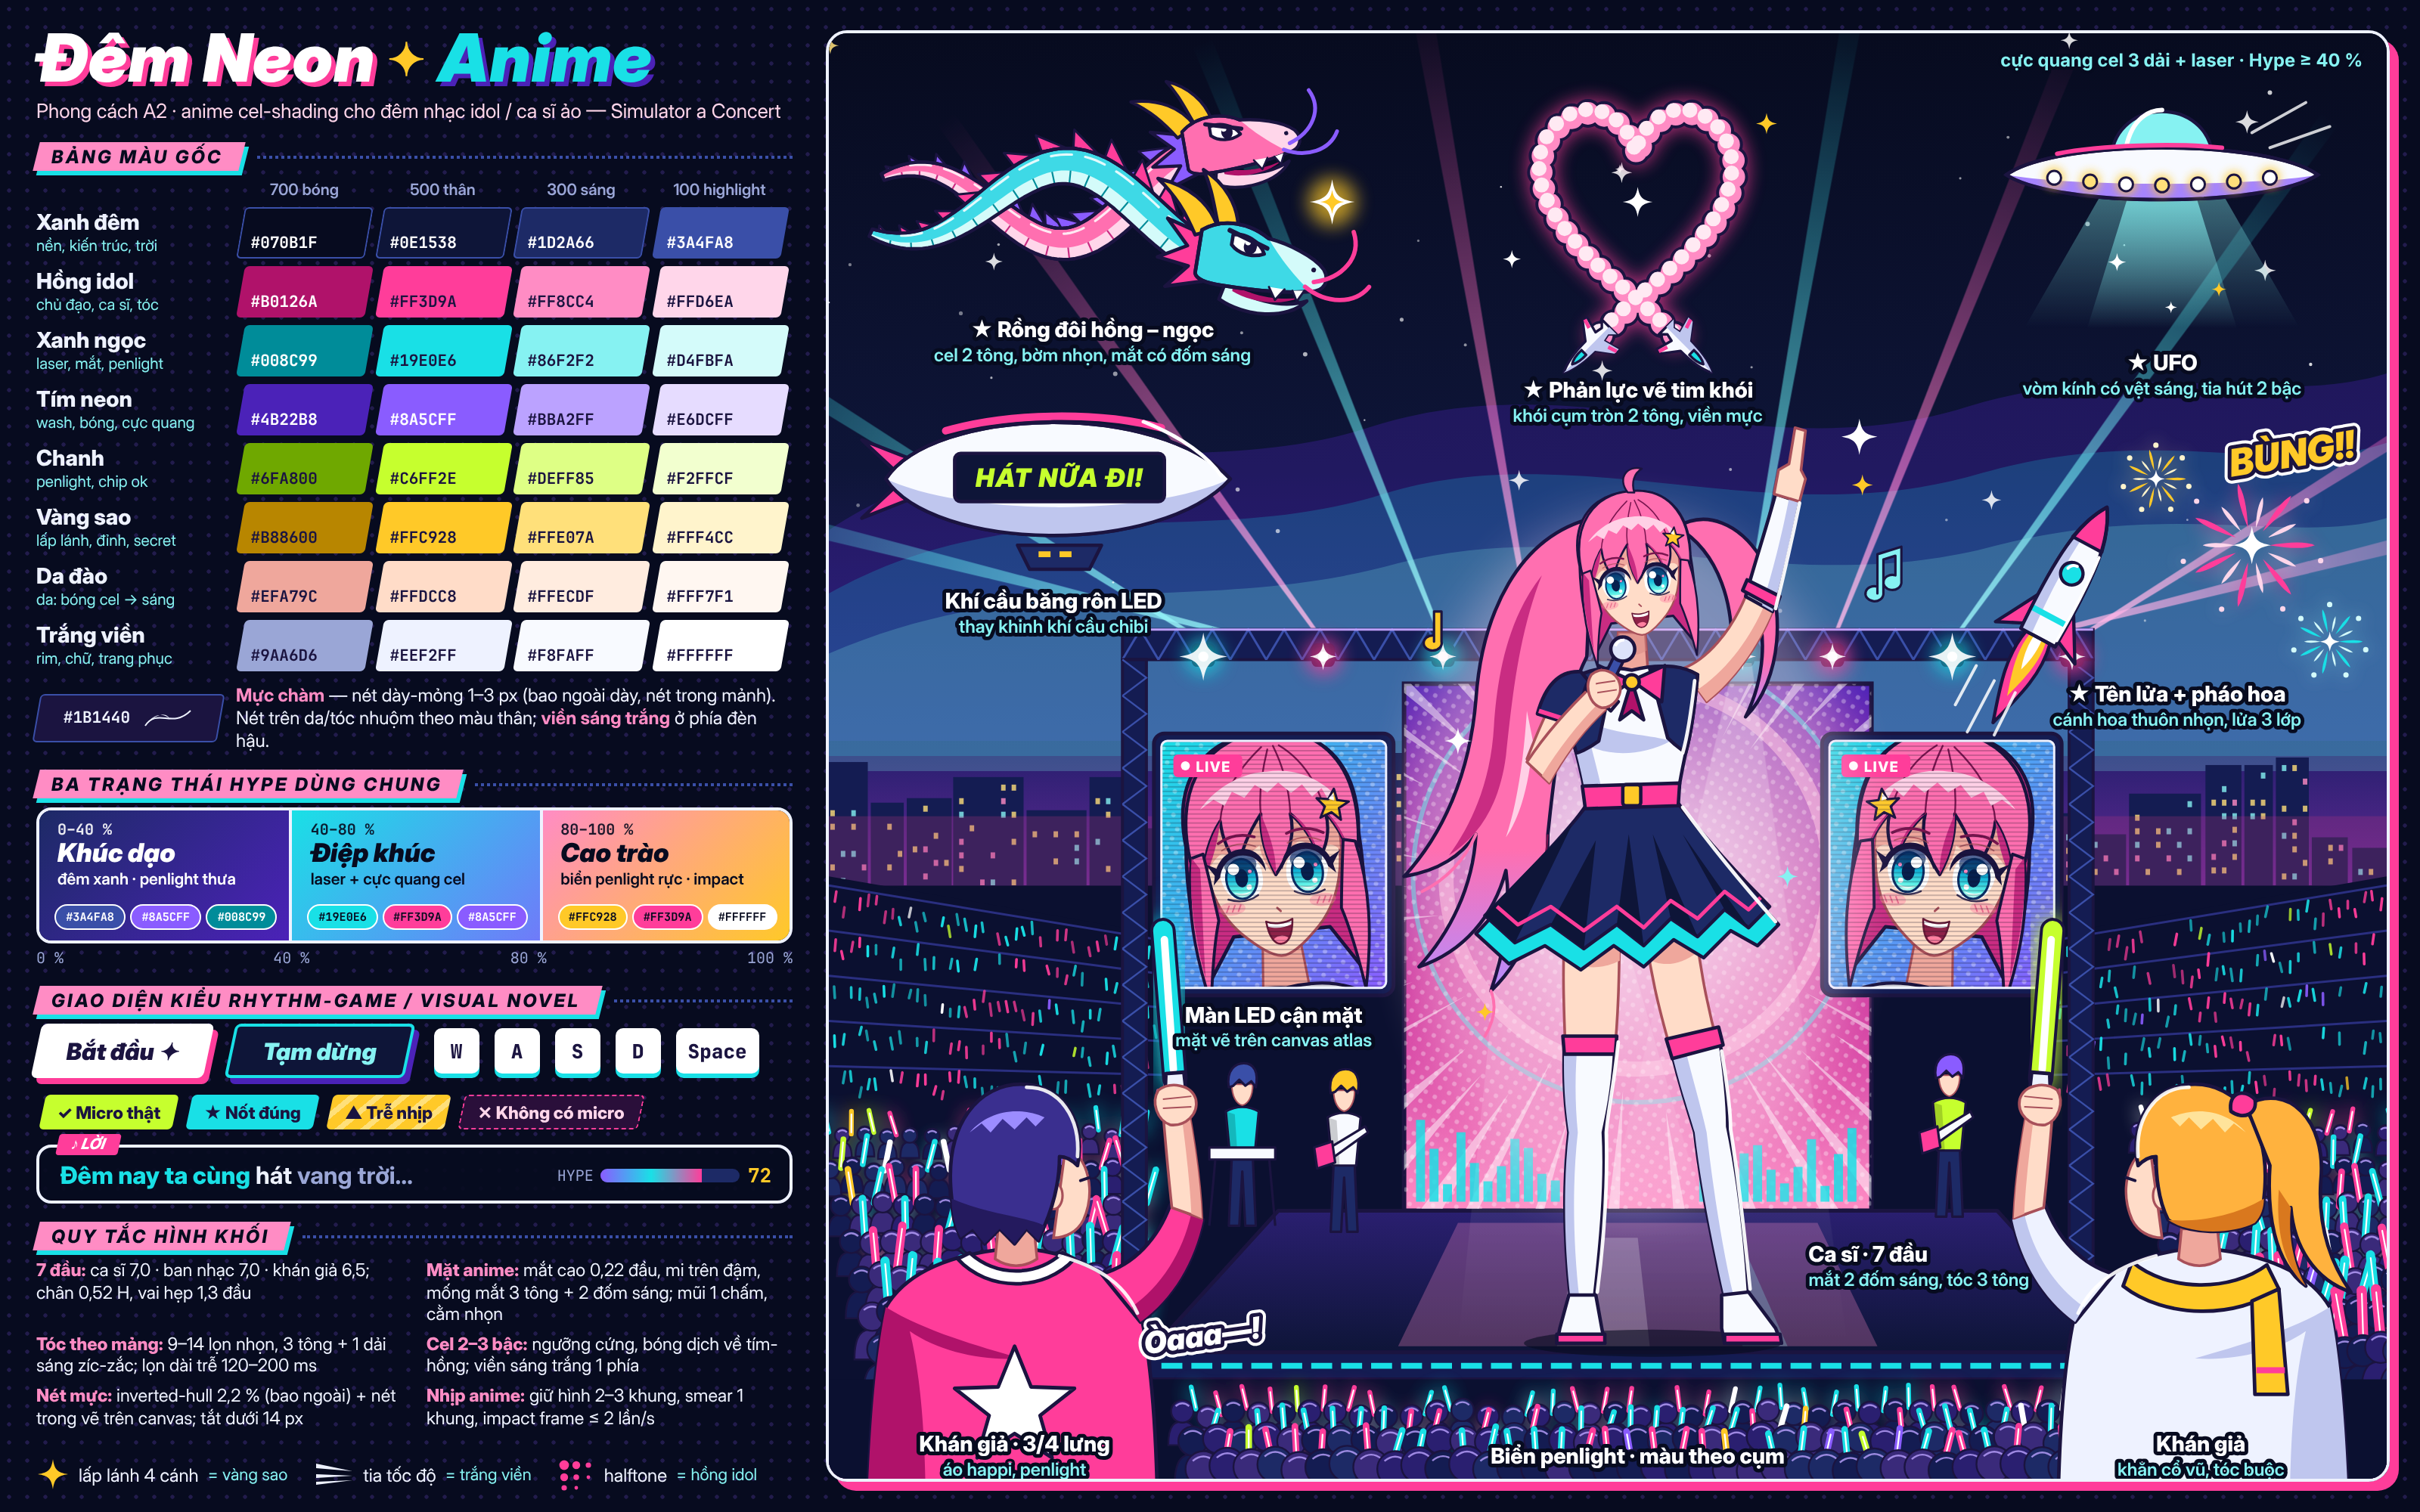 Đêm Neon ✦ Anime
Phong cách A2 · anime cel-shading cho đêm nhạc idol / ca sĩ ảo — Simulator a Concert
BẢNG MÀU GỐC
700 bóng 500 thân 300 sáng 100 highlight
Xanh đêm
nền, kiến trúc, trời
#070B1F #0E1538 #1D2A66 #3A4FA8
Hồng idol
chủ đạo, ca sĩ, tóc
#B0126A #FF3D9A #FF8CC4 #FFD6EA
Xanh ngọc
laser, mắt, penlight
#008C99 #19E0E6 #86F2F2 #D4FBFA
Tím neon
wash, bóng, cực quang
#4B22B8 #8A5CFF #BBA2FF #E6DCFF
Chanh
penlight, chip ok
#6FA800 #C6FF2E #DEFF85 #F2FFCF
Vàng sao
lấp lánh, đỉnh, secret
#B88600 #FFC928 #FFE07A #FFF4CC
Da đào
da: bóng cel → sáng
#EFA79C #FFDCC8 #FFECDF #FFF7F1
Trắng viền
rim, chữ, trang phục
#9AA6D6 #EEF2FF #F8FAFF #FFFFFF
#1B1440
Mực chàm — nét dày-mỏng 1–3 px (bao ngoài dày, nét trong mảnh).
Nét trên da/tóc nhuộm theo màu thân; viền sáng trắng ở phía đèn
hậu.
BA TRẠNG THÁI HYPE DÙNG CHUNG
0–40 %
Khúc dạo
đêm xanh · penlight thưa
#3A4FA8 #8A5CFF #008C99
40–80 %
Điệp khúc
laser + cực quang cel
#19E0E6 #FF3D9A #8A5CFF
80–100 %
Cao trào
biển penlight rực · impact
#FFC928 #FF3D9A #FFFFFF
0 % 40 % 80 % 100 %
GIAO DIỆN KIỂU RHYTHM-GAME / VISUAL NOVEL
Bắt đầu ✦ Tạm dừng W A S D Space
✓ Micro thật ★ Nốt đúng ▲ Trễ nhịp ✕ Không có micro
♪ LỜI
Đêm nay ta cùng hát vang trời... HYPE 72
QUY TẮC HÌNH KHỐI
7 đầu: ca sĩ 7,0 · ban nhạc 7,0 · khán giả 6,5;
chân 0,52 H, vai hẹp 1,3 đầu
Mặt anime: mắt cao 0,22 đầu, mi trên đậm,
mống mắt 3 tông + 2 đốm sáng; mũi 1 chấm,
cằm nhọn
Tóc theo mảng: 9–14 lọn nhọn, 3 tông + 1 dải
sáng zíc-zắc; lọn dài trễ 120–200 ms
Cel 2–3 bậc: ngưỡng cứng, bóng dịch về tím-
hồng; viền sáng trắng 1 phía
Nét mực: inverted-hull 2,2 % (bao ngoài) + nét
trong vẽ trên canvas; tắt dưới 14 px
Nhịp anime: giữ hình 2–3 khung, smear 1
khung, impact frame ≤ 2 lần/s
lấp lánh 4 cánh = vàng sao tia tốc độ = trắng viền halftone = hồng idol
cực quang cel 3 dải + laser · Hype ≥ 40 %
★ Rồng đôi hồng – ngọc
cel 2 tông, bờm nhọn, mắt có đốm sáng
★ Phản lực vẽ tim khói
khói cụm tròn 2 tông, viền mực
★ UFO
vòm kính có vệt sáng, tia hút 2 bậc
HÁT NỮA ĐI!
Khí cầu băng rôn LED
thay khinh khí cầu chibi
BÙNG!!
★ Tên lửa + pháo hoa
cánh hoa thuôn nhọn, lửa 3 lớp
LIVE
LIVE
Màn LED cận mặt
mặt vẽ trên canvas atlas
Ca sĩ · 7 đầu
mắt 2 đốm sáng, tóc 3 tông
Òaaa—!
Khán giả · 3/4 lưng
áo happi, penlight
Biển penlight · màu theo cụm
Khán giả
khăn cổ vũ, tóc buộc